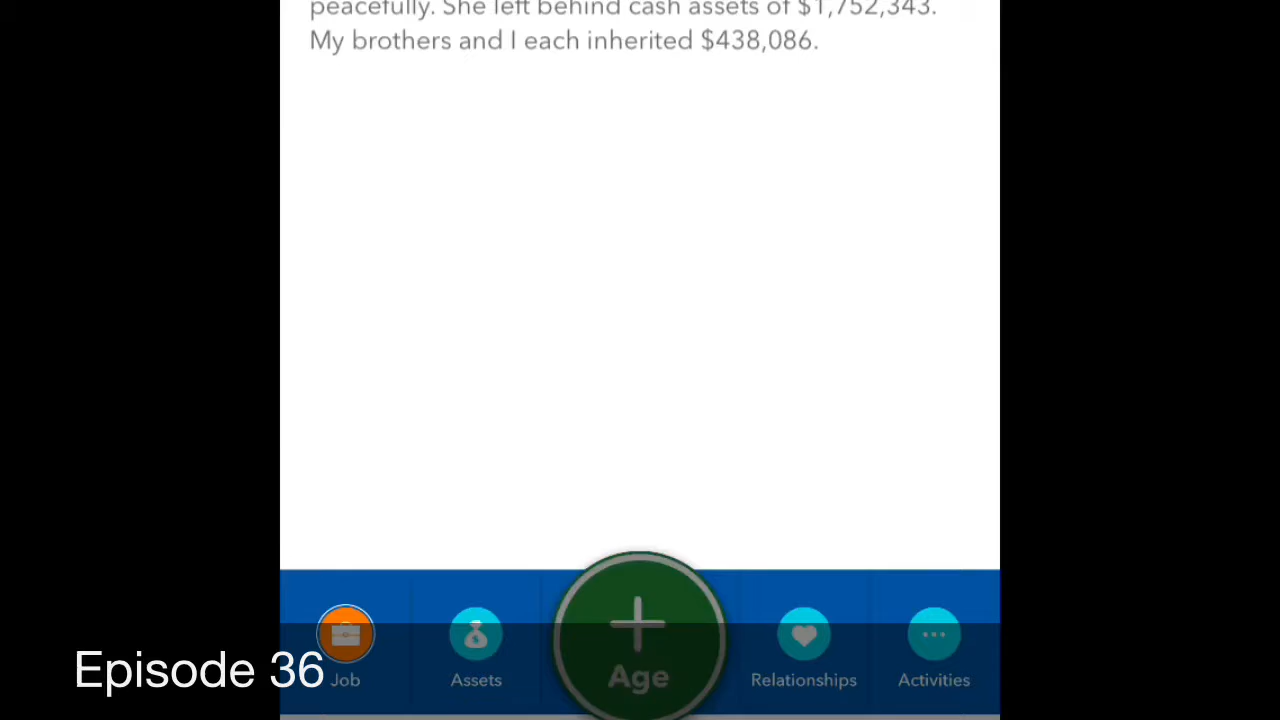 peacefully. She left behind cash assets of $1,752,343.
My brothers and I each inherited $438,086.
Age
Job
Assets
Relationships
Activities
Episode 36